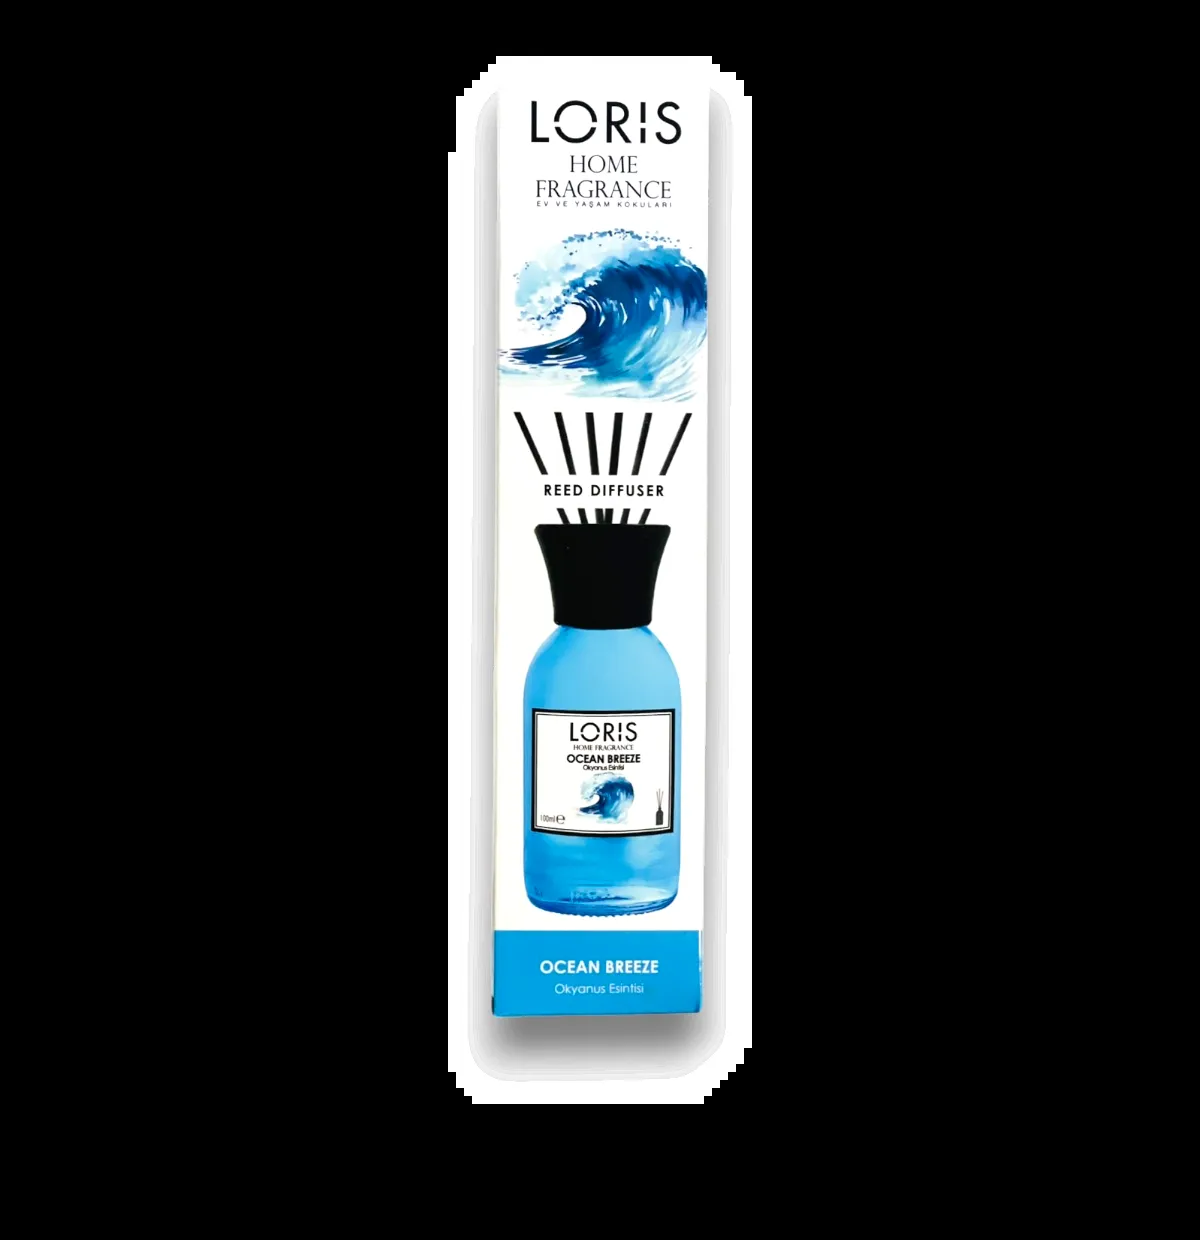 LORIS
HOME
FRAGRANCE
EV VE YAŞAM KOKULARI
REED DIFFUSER
LORIS
HOME FRAGRANCE
OCEAN BREEZE
Okyanus Esintisi
100ml ℮
OCEAN BREEZE
Okyanus Esintisi